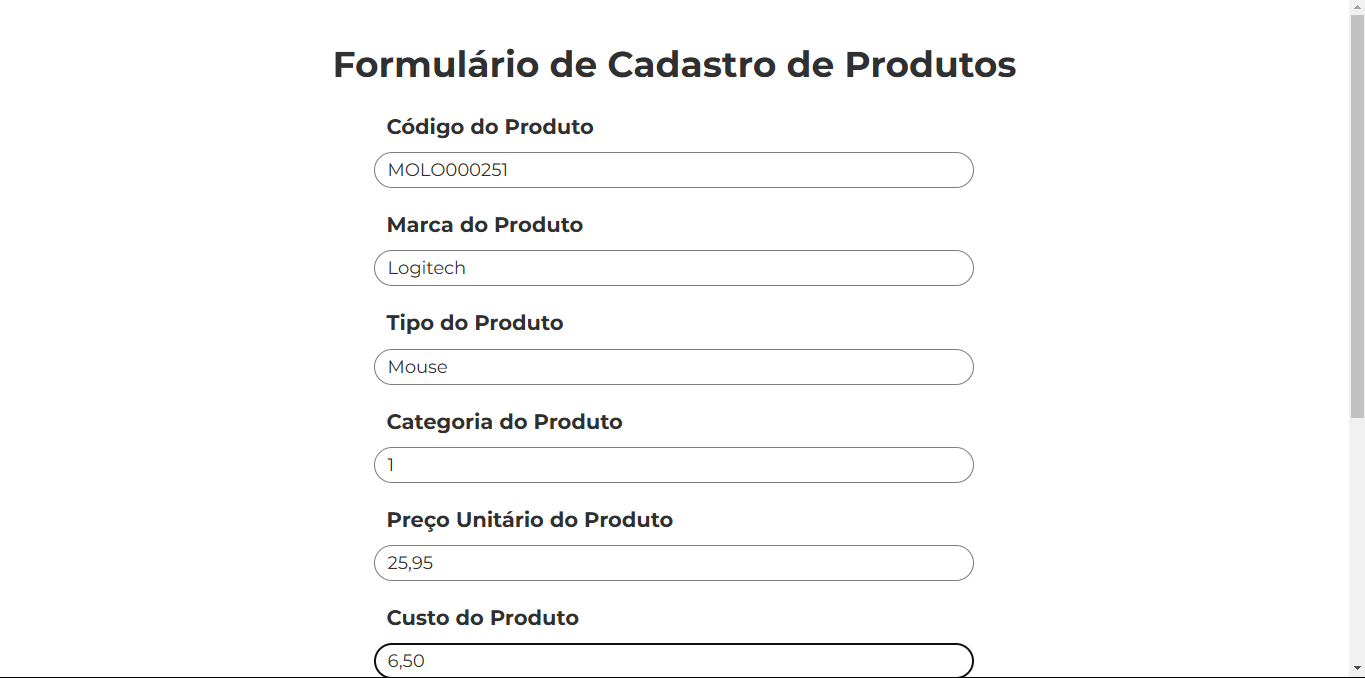 Formulário de Cadastro de Produtos
Código do Produto
MOLO000251
Marca do Produto
Logitech
Tipo do Produto
Mouse
Categoria do Produto
1
Preço Unitário do Produto
25,95
Custo do Produto
6,50